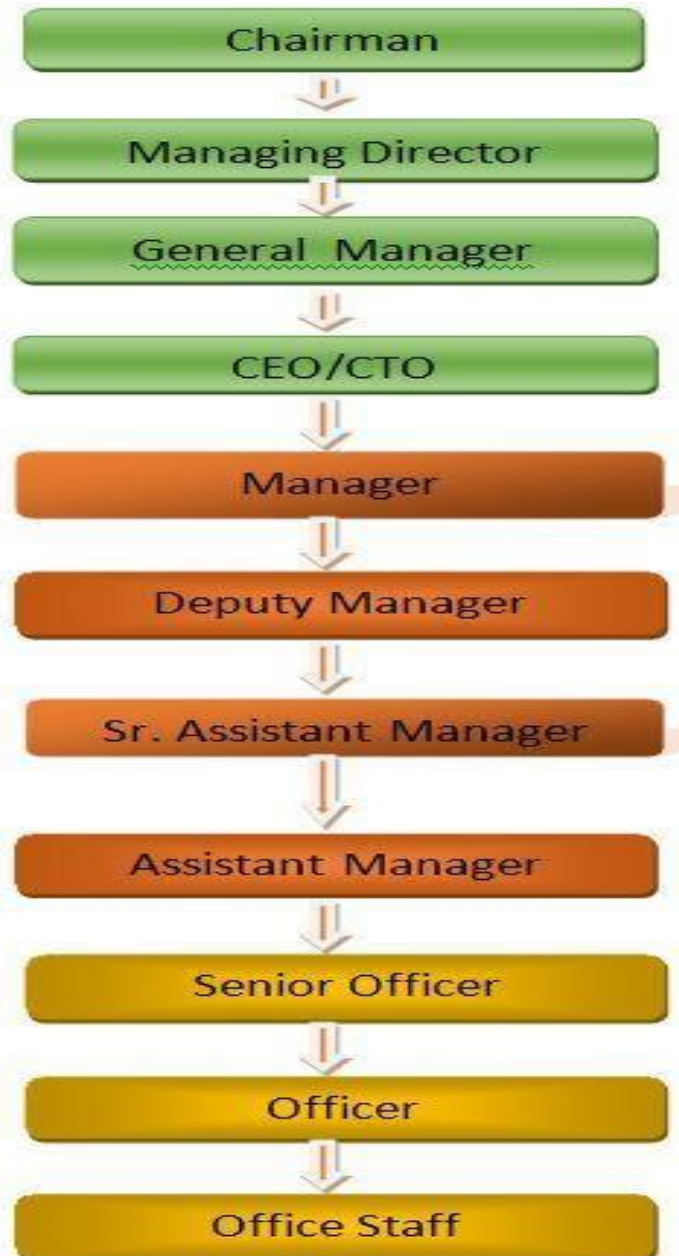 Chairman
Managing Director
General Manager
CEO/CTO
Manager
Deputy Manager
Sr. Assistant Manager
Assistant Manager
Senior Officer
Officer
Office Staff